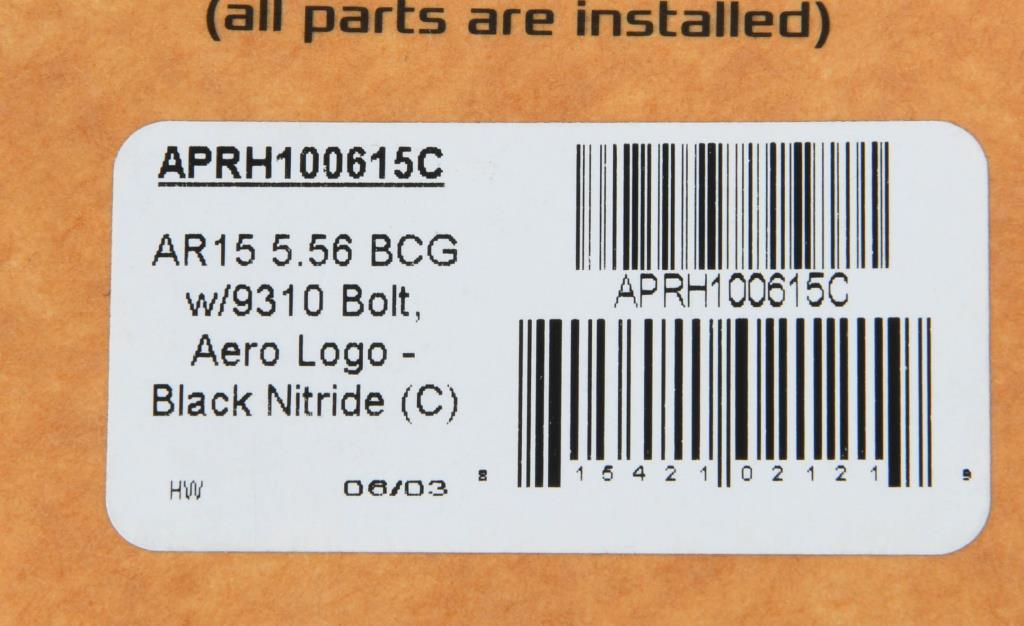 (all parts are installed)
APRH100615C
AR15 5.56 BCG
w/9310 Bolt,
Aero Logo -
Black Nitride (C)
HW 06/03
APRH100615C
8 15421 02121 9